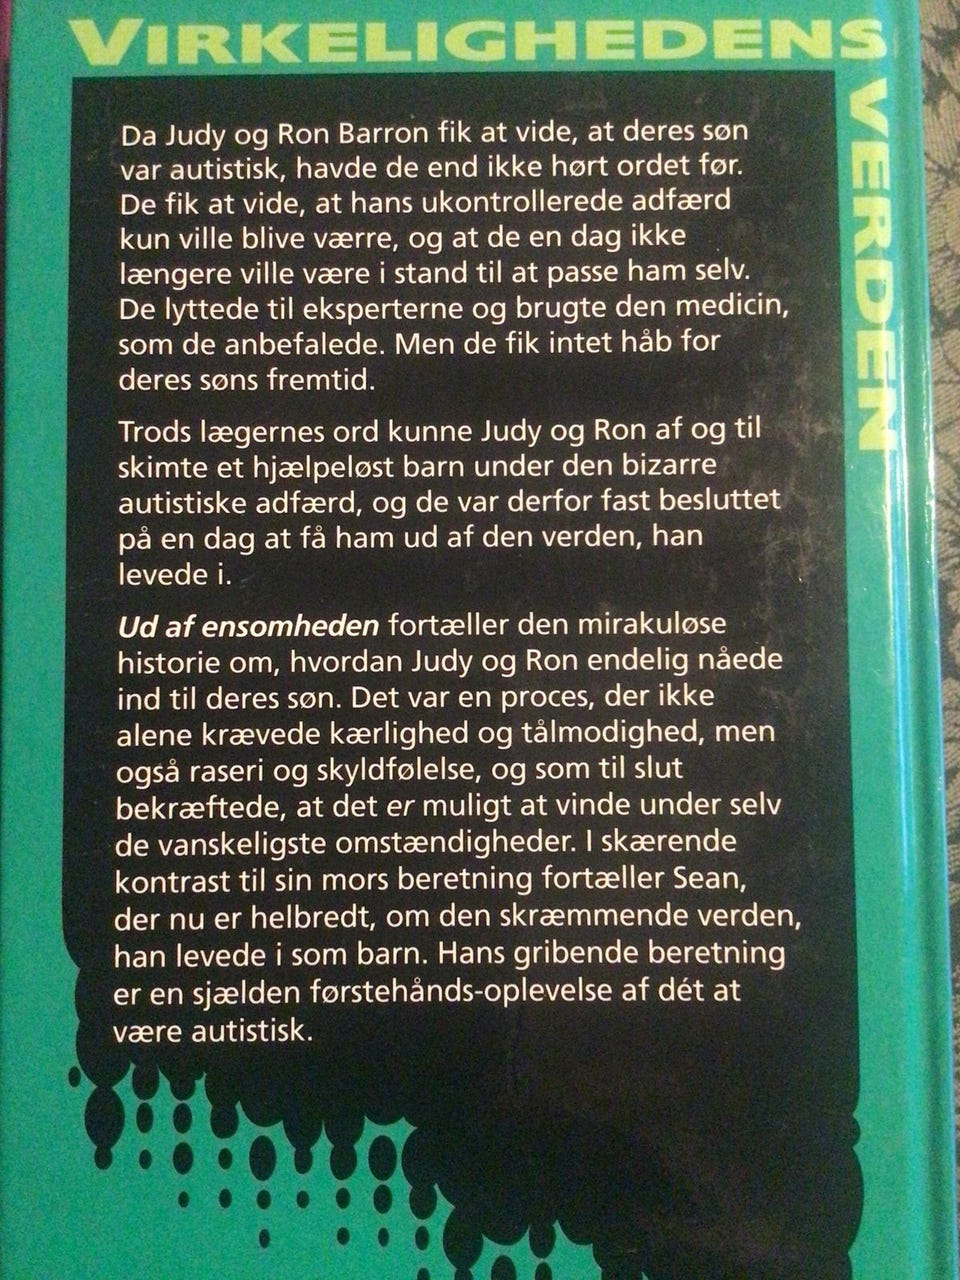 VIRKELIGHEDENS VERDEN
Da Judy og Ron Barron fik at vide, at deres søn
var autistisk, havde de end ikke hørt ordet før.
De fik at vide, at hans ukontrollerede adfærd
kun ville blive værre, og at de en dag ikke
længere ville være i stand til at passe ham selv.
De lyttede til eksperterne og brugte den medicin,
som de anbefalede. Men de fik intet håb for
deres søns fremtid.
Trods lægernes ord kunne Judy og Ron af og til
skimte et hjælpeløst barn under den bizarre
autistiske adfærd, og de var derfor fast besluttet
på en dag at få ham ud af den verden, han
levede i.
Ud af ensomheden fortæller den mirakuløse
historie om, hvordan Judy og Ron endelig nåede
ind til deres søn. Det var en proces, der ikke
alene krævede kærlighed og tålmodighed, men
også raseri og skyldfølelse, og som til slut
bekræftede, at det er muligt at vinde under selv
de vanskeligste omstændigheder. I skærende
kontrast til sin mors beretning fortæller Sean,
der nu er helbredt, om den skræmmende verden,
han levede i som barn. Hans gribende beretning
er en sjælden førstehånds-oplevelse af dét at
være autistisk.